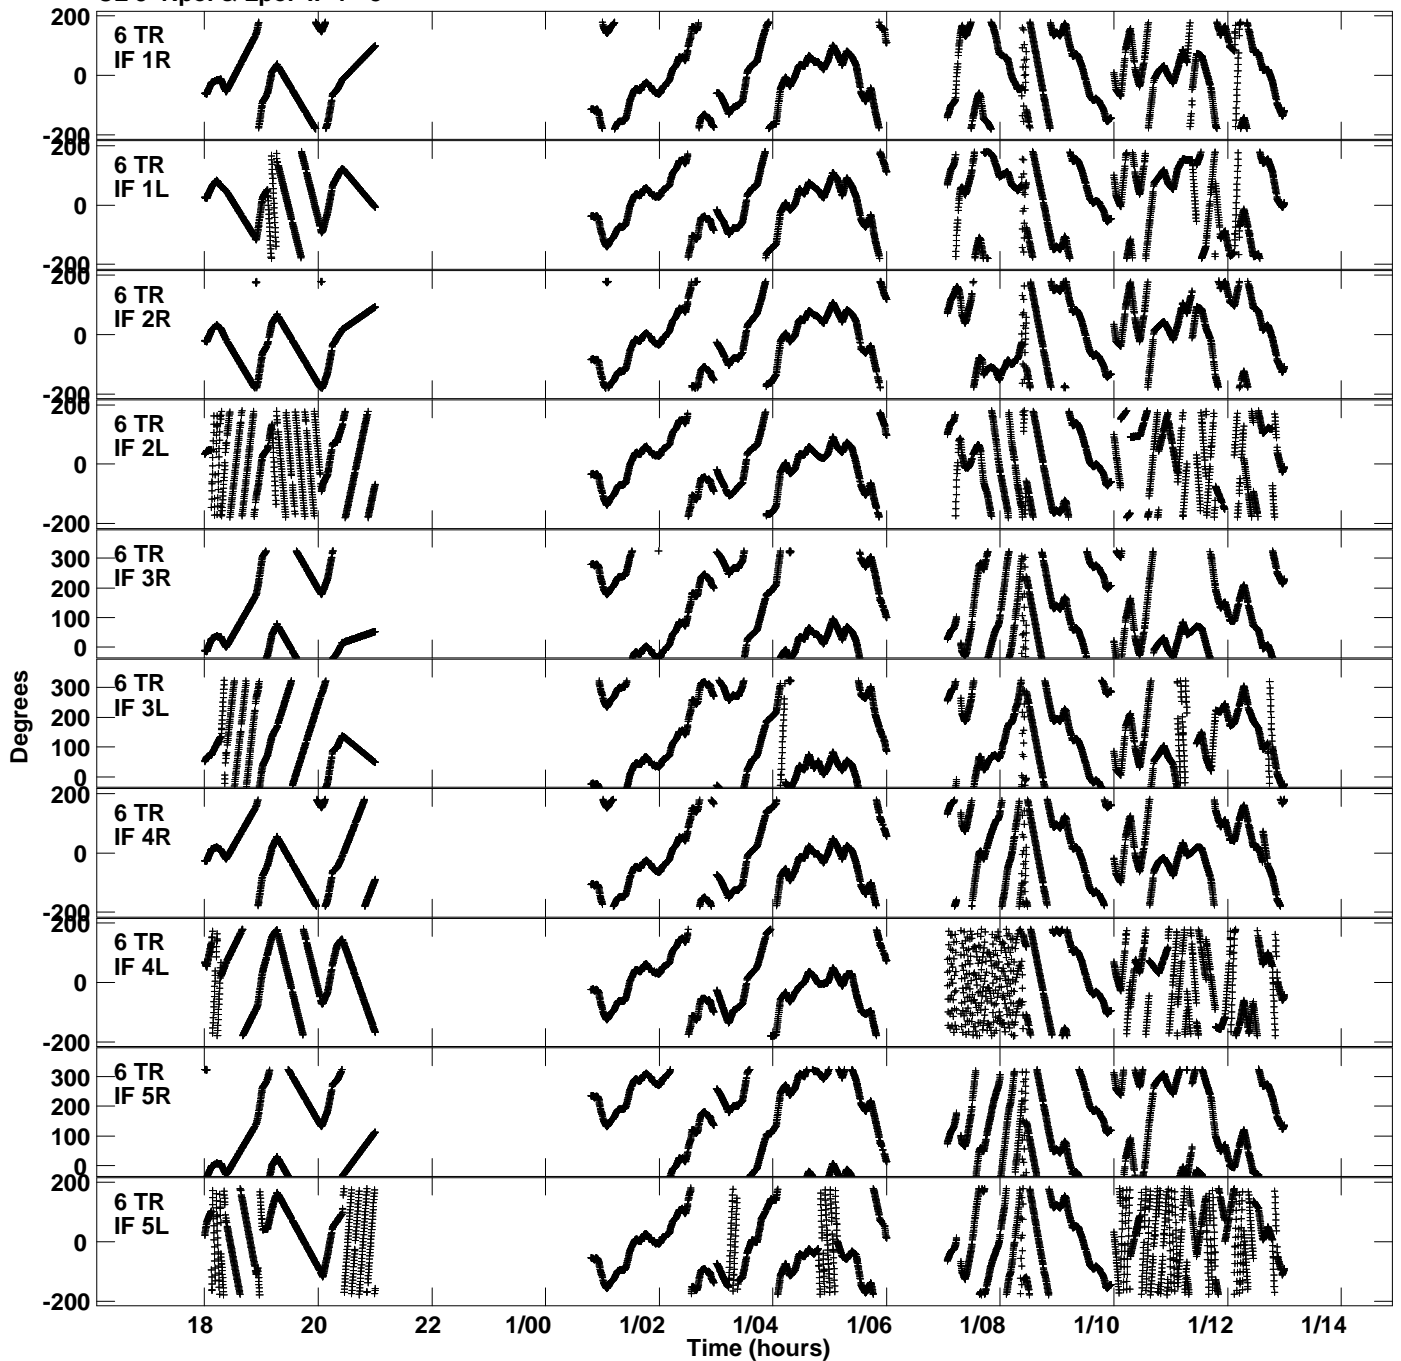 200
6 TR
IF 1R
0
-200
200
6 TR
IF 1L
0
-200
200
6 TR
IF 2R
0
-200
200
6 TR
IF 2L
0
-200
6 TR
IF 3R
300
200
100
0
6 TR
IF 3L
300
200
100
0
200
6 TR
IF 4R
0
-200
200
6 TR
IF 4L
0
-200
6 TR
IF 5R
300
200
100
0
200
6 TR
IF 5L
0
-200
Degrees
18 20 22 1/00 1/02 1/04 1/06 1/08 1/10 1/12 1/14
Time (hours)